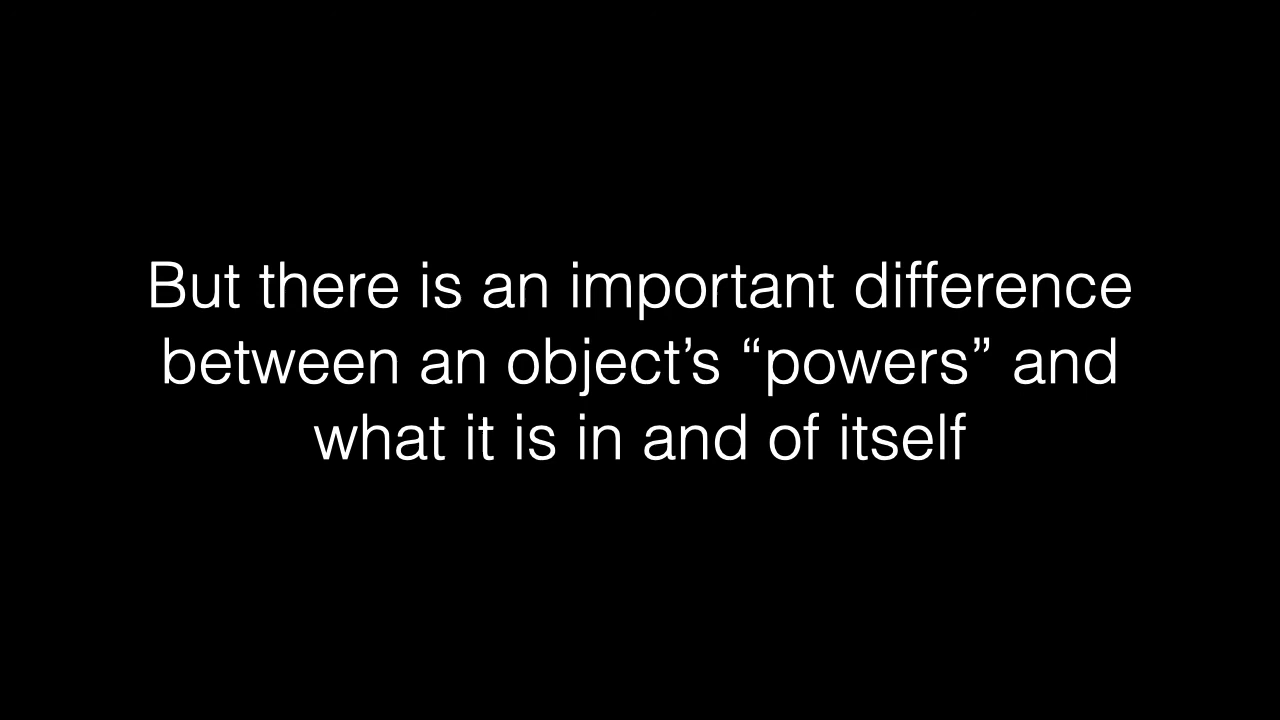 But there is an important difference
between an object’s “powers” and
what it is in and of itself